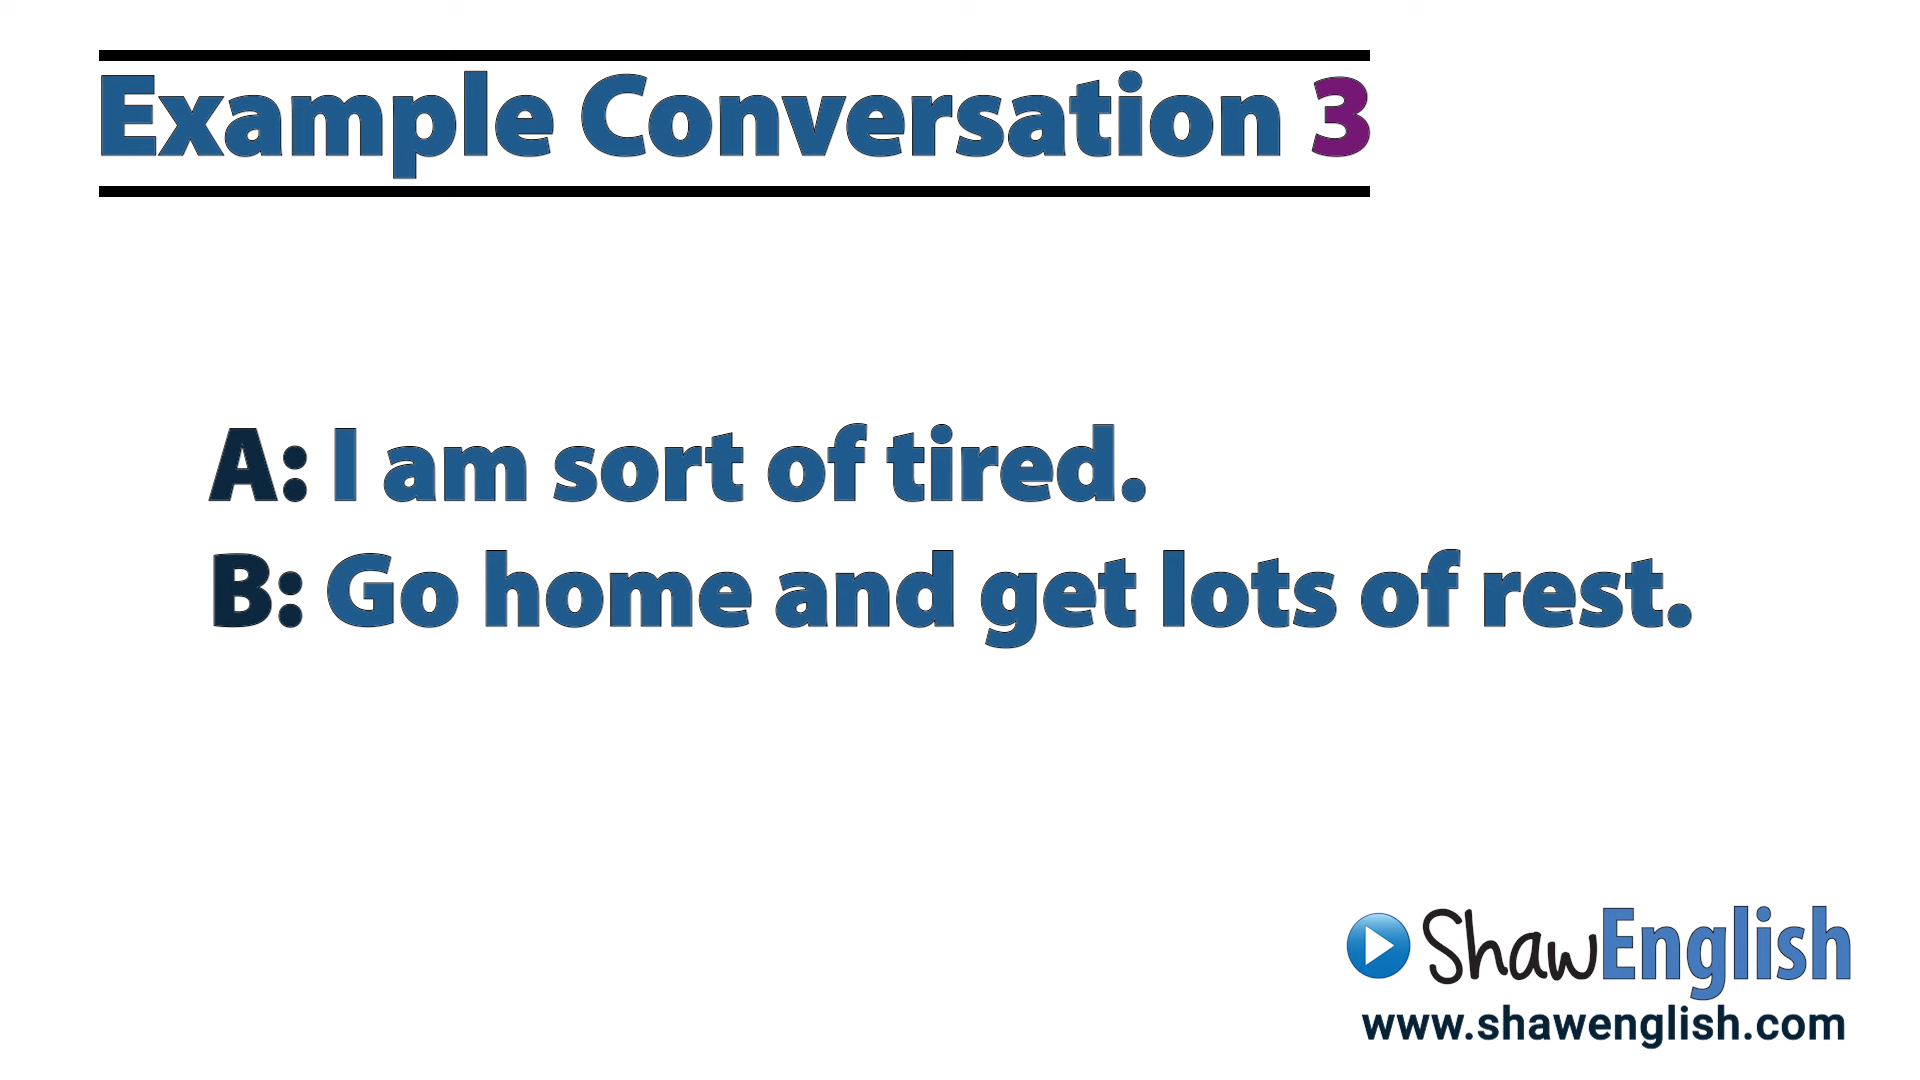 Example Conversation 3
A: I am sort of tired.
B: Go home and get lots of rest.
ShawEnglish
www.shawenglish.com